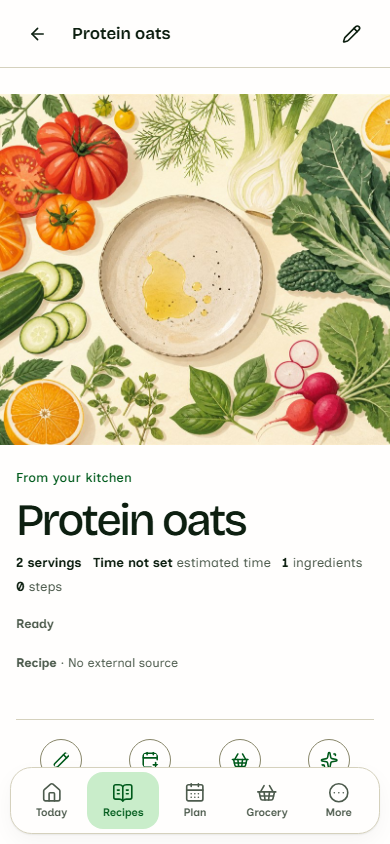 Protein oats
From your kitchen
Protein oats
2 servings Time not set estimated time 1 ingredients
0 steps
Ready
Recipe · No external source
Today Recipes Plan Grocery More